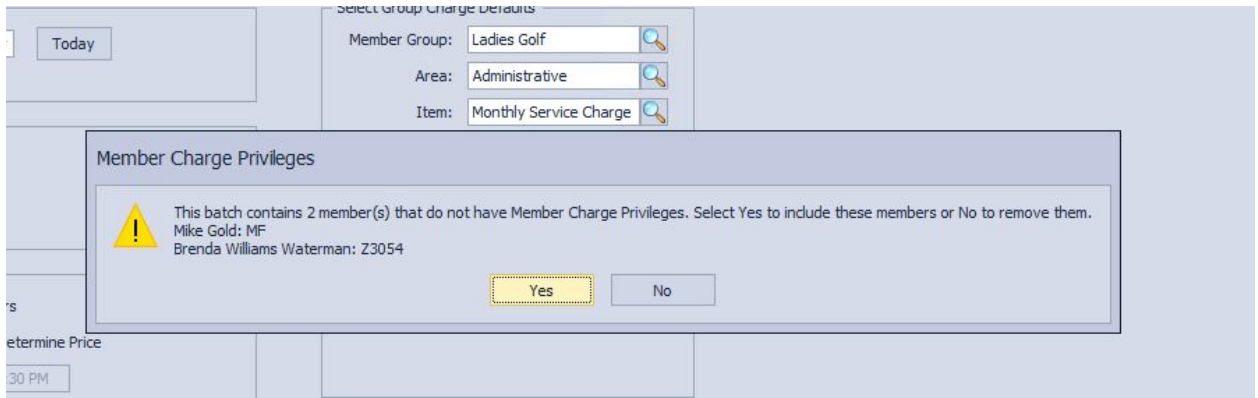 Select Group Charge Defaults
Today
Member Group: Ladies Golf
Area: Administrative
Item: Monthly Service Charge
Member Charge Privileges
This batch contains 2 member(s) that do not have Member Charge Privileges. Select Yes to include these members or No to remove them.
Mike Gold: MF
Brenda Williams Waterman: Z3054
Yes
No
rs
etermine Price
30 PM